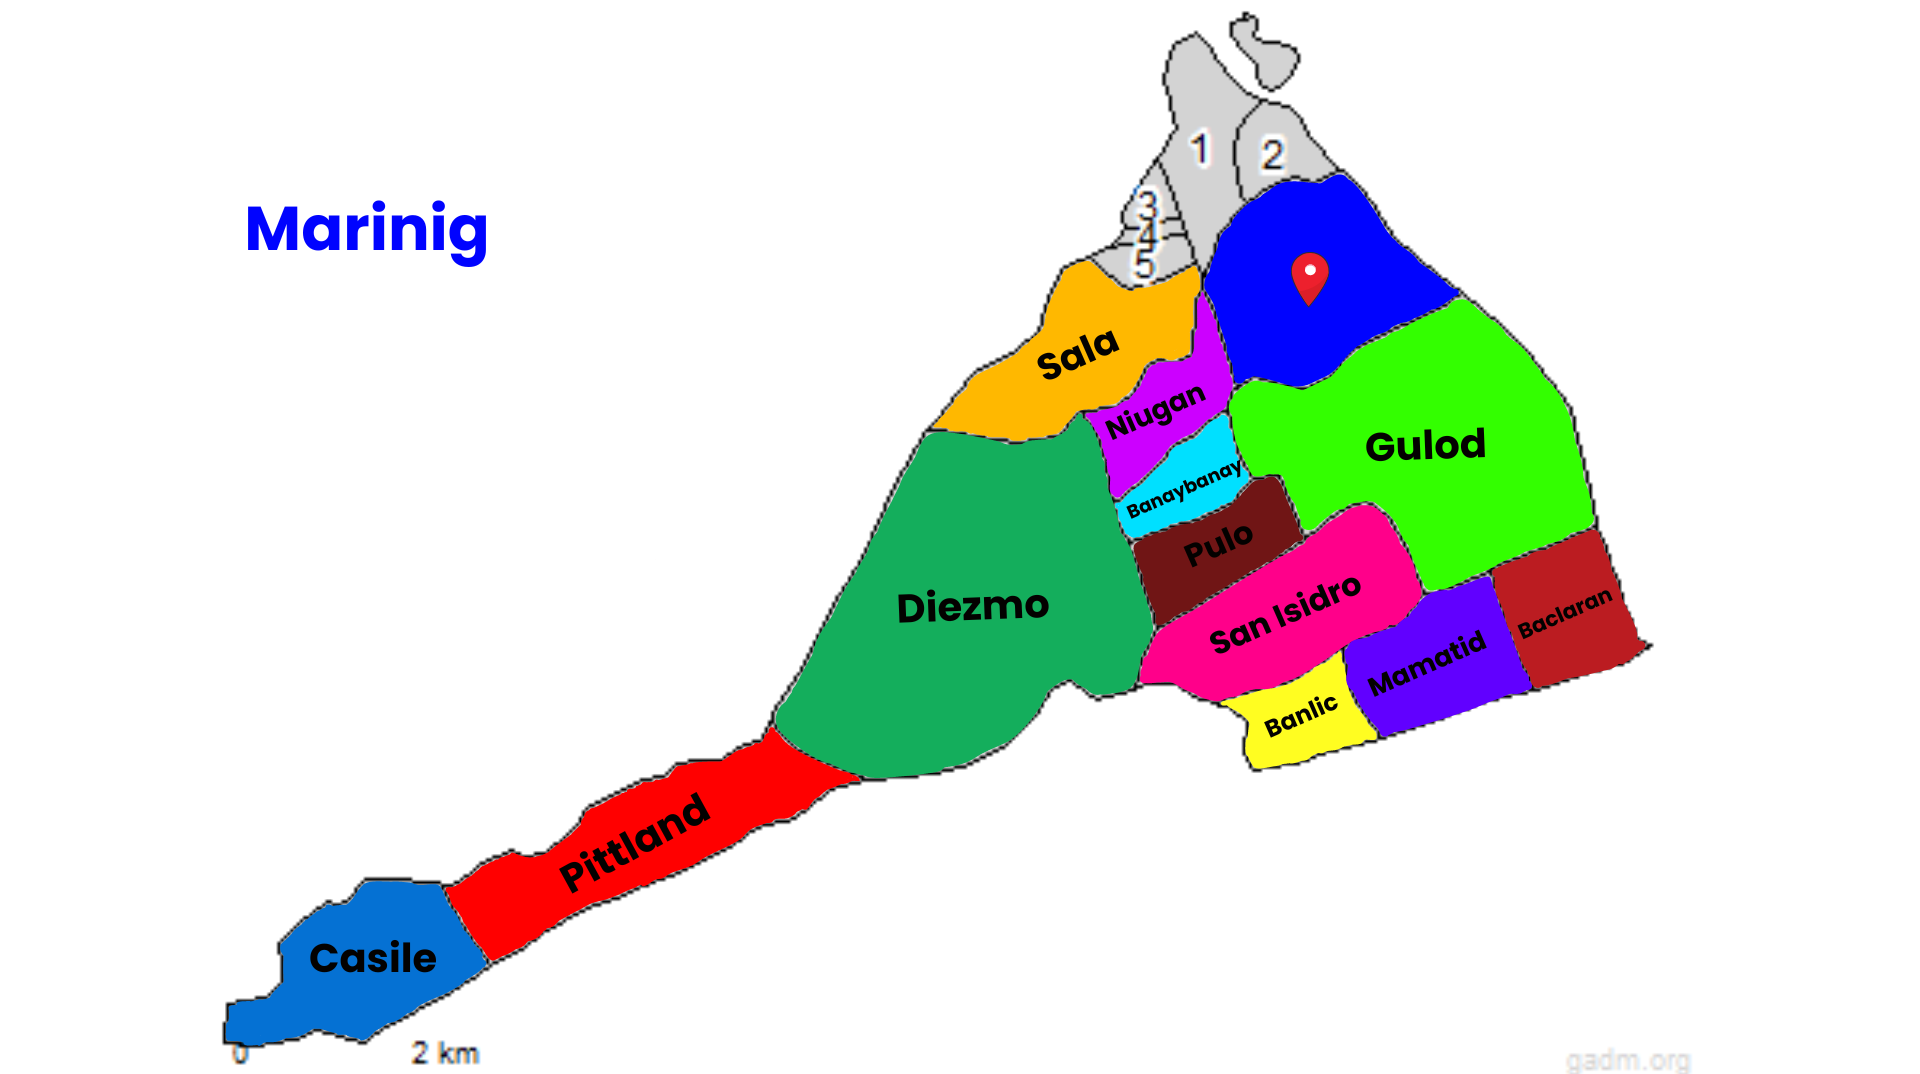 1
2
Marinig
3
4
5
Sala
Niugan
Gulod
Banaybanay
Pulo
Diezmo
San Isidro
Baclaran
Mamatid
Banlic
Pittland
Casile
0
2 km
gadm.org